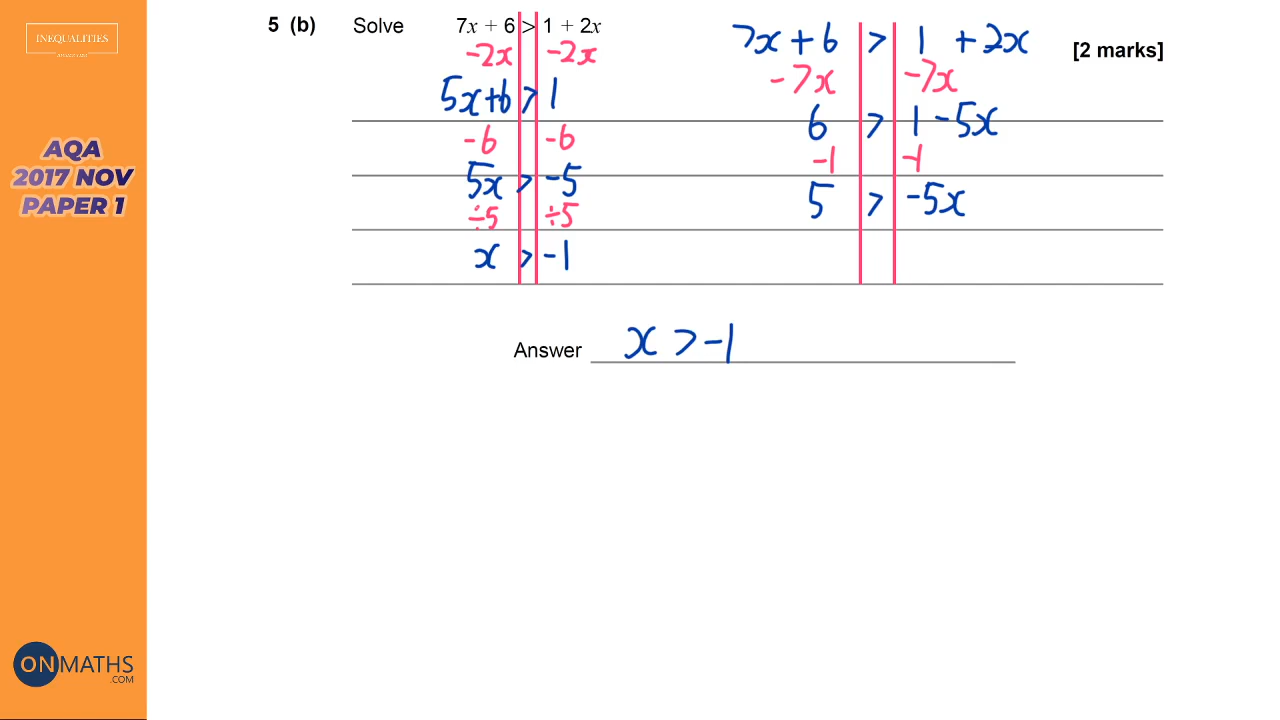 INEQUALITIES
AQA
2017 NOV
PAPER 1
5 (b) Solve 7x + 6 > 1 + 2x
[2 marks]
-2x -2x
5x+6 > 1
-6 -6
5x > -5
÷5 ÷5
x > -1
7x + 6 > 1 + 2x
-7x -7x
6 > 1 - 5x
-1 -1
5 > -5x
Answer x > -1
ONMATHS
.COM